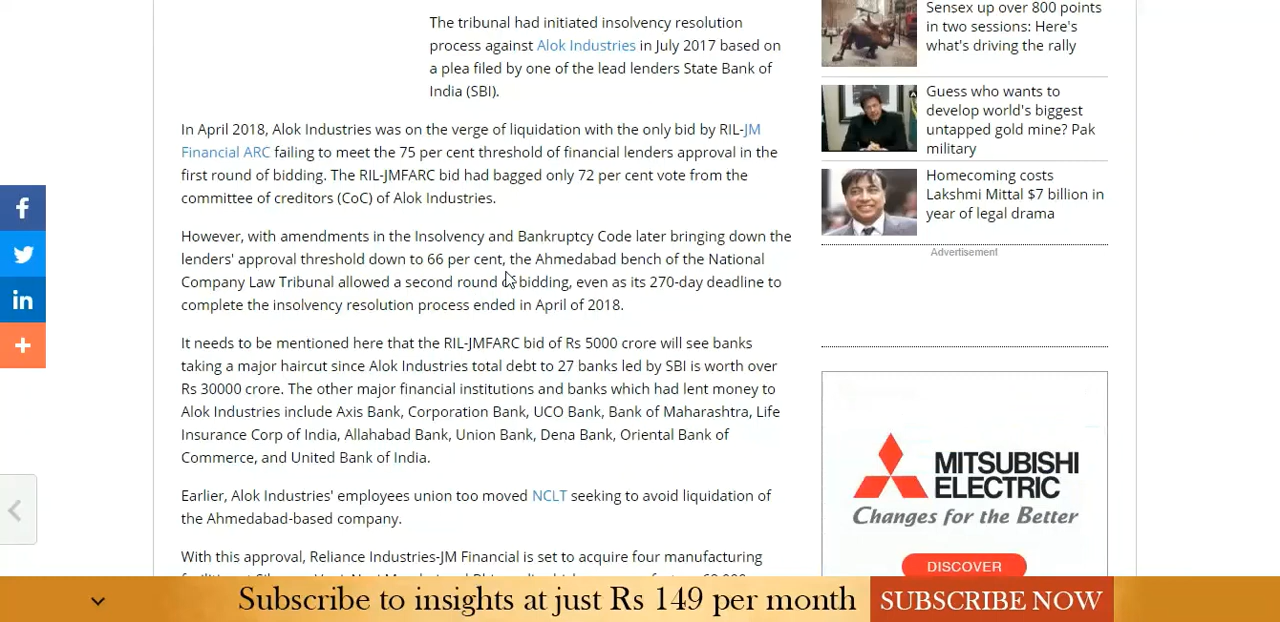 The tribunal had initiated insolvency resolution
process against Alok Industries in July 2017 based on
a plea filed by one of the lead lenders State Bank of
India (SBI).
In April 2018, Alok Industries was on the verge of liquidation with the only bid by RIL-JM
Financial ARC failing to meet the 75 per cent threshold of financial lenders approval in the
first round of bidding. The RIL-JMFARC bid had bagged only 72 per cent vote from the
committee of creditors (CoC) of Alok Industries.
However, with amendments in the Insolvency and Bankruptcy Code later bringing down the
lenders' approval threshold down to 66 per cent, the Ahmedabad bench of the National
Company Law Tribunal allowed a second round of bidding, even as its 270-day deadline to
complete the insolvency resolution process ended in April of 2018.
It needs to be mentioned here that the RIL-JMFARC bid of Rs 5000 crore will see banks
taking a major haircut since Alok Industries total debt to 27 banks led by SBI is worth over
Rs 30000 crore. The other major financial institutions and banks which had lent money to
Alok Industries include Axis Bank, Corporation Bank, UCO Bank, Bank of Maharashtra, Life
Insurance Corp of India, Allahabad Bank, Union Bank, Dena Bank, Oriental Bank of
Commerce, and United Bank of India.
Earlier, Alok Industries' employees union too moved NCLT seeking to avoid liquidation of
the Ahmedabad-based company.
With this approval, Reliance Industries-JM Financial is set to acquire four manufacturing
Sensex up over 800 points
in two sessions: Here's
what's driving the rally
Guess who wants to
develop world's biggest
untapped gold mine? Pak
military
Homecoming costs
Lakshmi Mittal $7 billion in
year of legal drama
Advertisement
MITSUBISHI
ELECTRIC
Changes for the Better
DISCOVER
Subscribe to insights at just Rs 149 per month SUBSCRIBE NOW